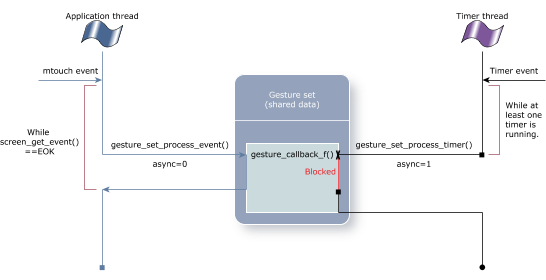 Application thread
Timer thread
mtouch event
Timer event
Gesture set
(shared data)
While
screen_get_event()
==EOK
While at
least one
timer is
running.
gesture_set_process_event()
gesture_callback_f()
gesture_set_process_timer()
async=0
async=1
Blocked